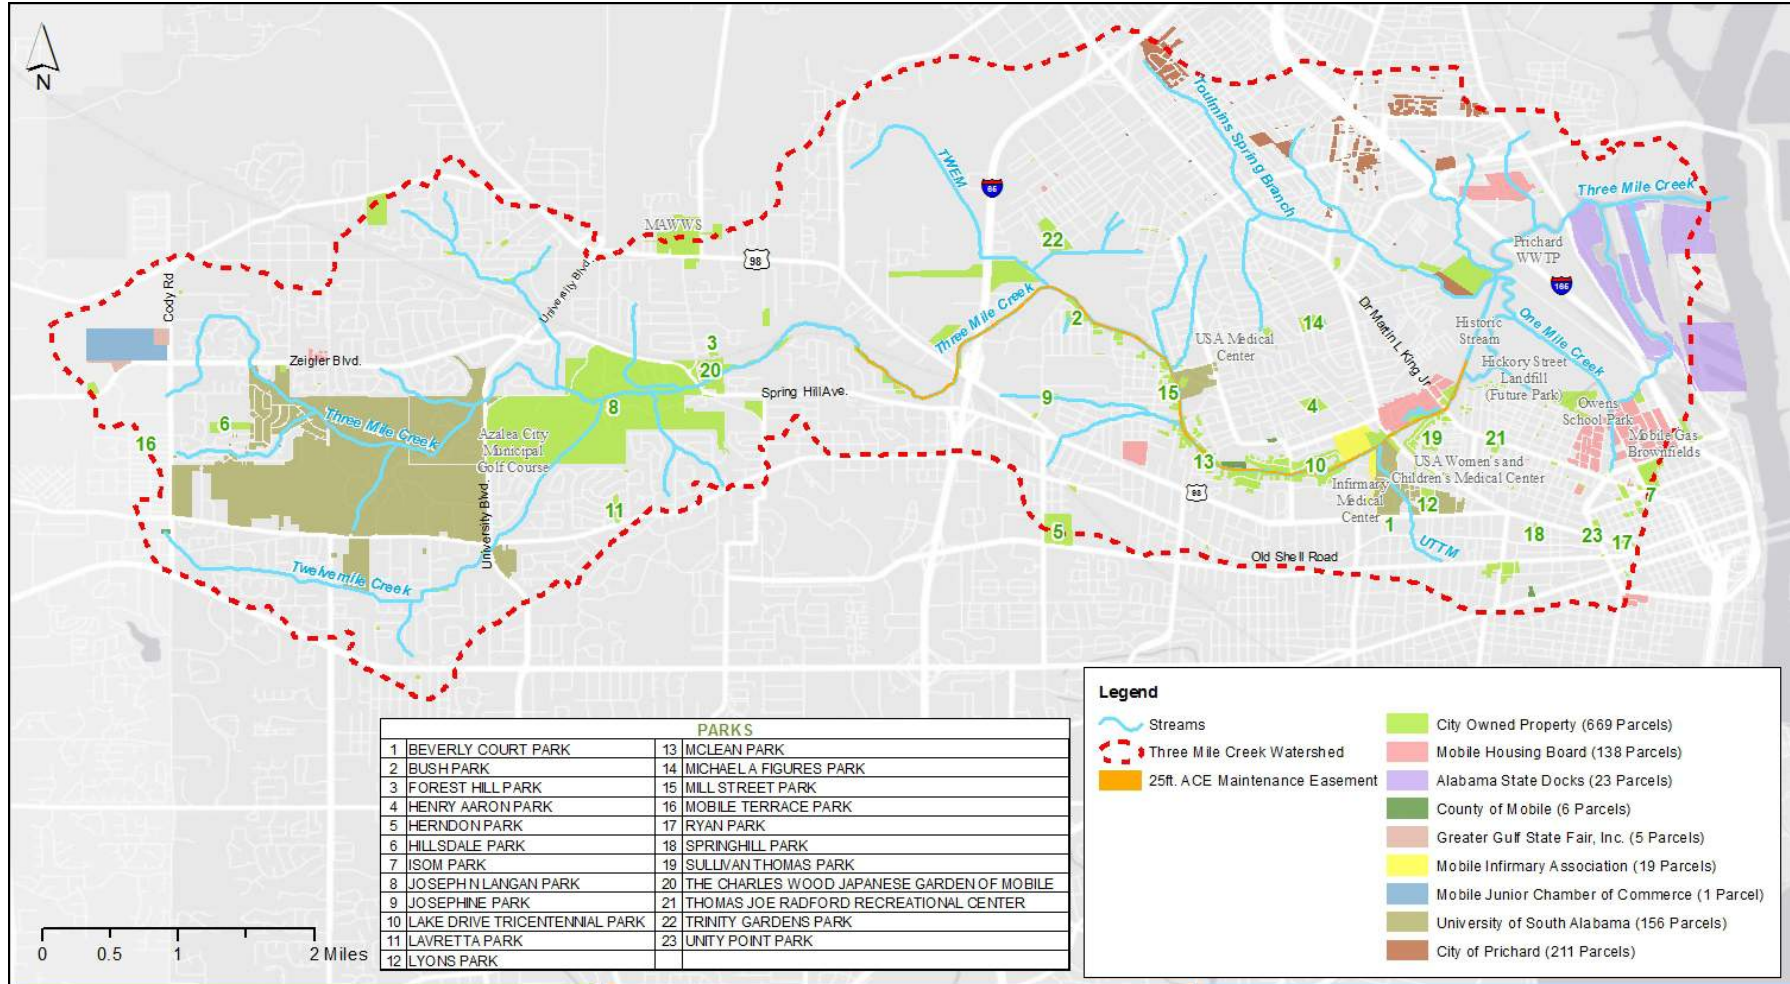 N
Toulmins Spring Branch
TWEM
65
Three Mile Creek
MAWWS
22
98
Prichard
WWTP
Cody Rd
University Blvd.
165
Three Mile Creek
2
14
Dr Martin L King Jr
Historic
Stream
One Mile Creek
USA Medical
Center
3
Zeigler Blvd.
20
Hickory Street
Landfill
(Future Park)
Spring Hill Ave.
15
9
8
4
Owens
School Park
6
Three Mile Creek
16
Azalea City
Municipal
Golf Course
19
21
Mobile Gas
Brownfields
13
10
USA Women's and
Children's Medical Center
Infirmary
Medical
Center
98
7
University Blvd.
11
12
5
1
18
23
17
UTTM
Old Shell Road
Twelvemile Creek
Legend
Streams
Three Mile Creek Watershed
25ft. ACE Maintenance Easement
City Owned Property (669 Parcels)
Mobile Housing Board (138 Parcels)
Alabama State Docks (23 Parcels)
County of Mobile (6 Parcels)
Greater Gulf State Fair, Inc. (5 Parcels)
Mobile Infirmary Association (19 Parcels)
Mobile Junior Chamber of Commerce (1 Parcel)
University of South Alabama (156 Parcels)
City of Prichard (211 Parcels)
PARKS
1 BEVERLY COURT PARK 13 MCLEAN PARK
2 BUSH PARK 14 MICHAEL A FIGURES PARK
3 FOREST HILL PARK 15 MILL STREET PARK
4 HENRY AARON PARK 16 MOBILE TERRACE PARK
5 HERNDON PARK 17 RYAN PARK
6 HILLSDALE PARK 18 SPRINGHILL PARK
7 ISOM PARK 19 SULLIVAN THOMAS PARK
8 JOSEPH N LANGAN PARK 20 THE CHARLES WOOD JAPANESE GARDEN OF MOBILE
9 JOSEPHINE PARK 21 THOMAS JOE RADFORD RECREATIONAL CENTER
10 LAKE DRIVE TRICENTENNIAL PARK 22 TRINITY GARDENS PARK
11 LAVRETTA PARK 23 UNITY POINT PARK
12 LYONS PARK
0 0.5 1 2 Miles